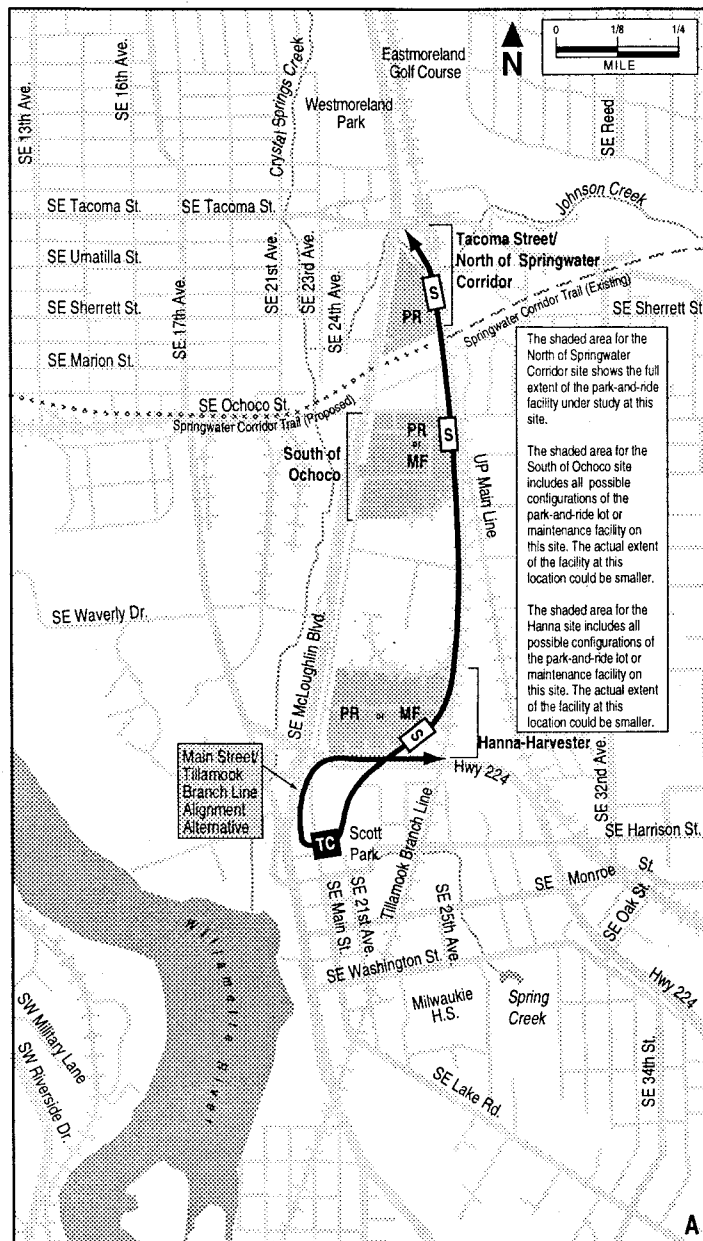 Eastmoreland
Golf Course
N
0 1/8 1/4
MILE
SE 13th Ave.
SE 16th Ave.
Crystal Springs Creek
Westmoreland
Park
SE Reed
Johnson Creek
SE Tacoma St.
SE Tacoma St.
SE Umatilla St.
SE 17th Ave.
SE 21st Ave.
SE 23rd Ave.
SE 24th Ave.
Tacoma Street/
North of Springwater
Corridor
S
PR
Springwater Corridor Trail (Existing)
SE Sherrett St.
SE Sherrett St.
SE Marion St.
SE Ochoco St.
Springwater Corridor Trail (Proposed)
South of
Ochoco
PR
or
MF
S
UP Main Line
The shaded area for the
North of Springwater
Corridor site shows the full
extent of the park-and-ride
facility under study at this
site.
The shaded area for the
South of Ochoco site
includes all possible
configurations of the
park-and-ride lot or
maintenance facility on
this site. The actual extent
of the facility at this
location could be smaller.
The shaded area for the
Hanna site includes all
possible configurations of
the park-and-ride lot or
maintenance facility on
this site. The actual extent
of the facility at this
location could be smaller.
SE Waverly Dr.
SE McLoughlin Blvd.
PR or MF
S
Hanna-Harvester
Main Street/
Tillamook
Branch Line
Alignment
Alternative
Hwy 224
SE 32nd Ave.
TC
Scott
Park
Tillamook Branch Line
SE Harrison St.
SE Monroe St.
SE Oak St.
SE Main St.
SE 21st Ave.
SE 25th Ave.
SE Washington St.
Milwaukie
H.S.
Spring
Creek
Hwy 224
Willamette River
SW Military Lane
SW Riverside Dr.
SE Lake Rd.
SE 34th St.
A